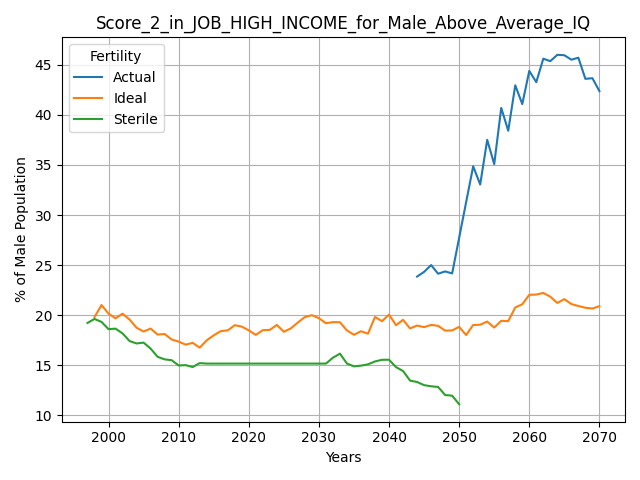 Score_2_in_JOB_HIGH_INCOME_for_Male_Above_Average_IQ
Fertility
Actual
Ideal
Sterile
% of Male Population
45
40
35
30
25
20
15
10
2000 2010 2020 2030 2040 2050 2060 2070
Years